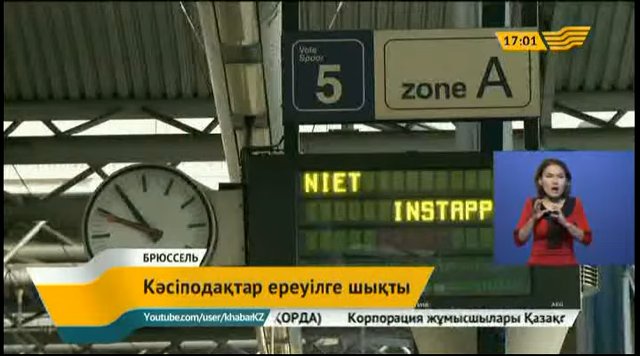 17:01
Voie
Spoor
5
zone A
NIET
INSTAPP
БРЮССЕЛЬ
Кәсіподақтар ереуілге шықты
Youtube.com/user/khabarKZ
ҚОРДА) Корпорация жұмысшылары Қазақс